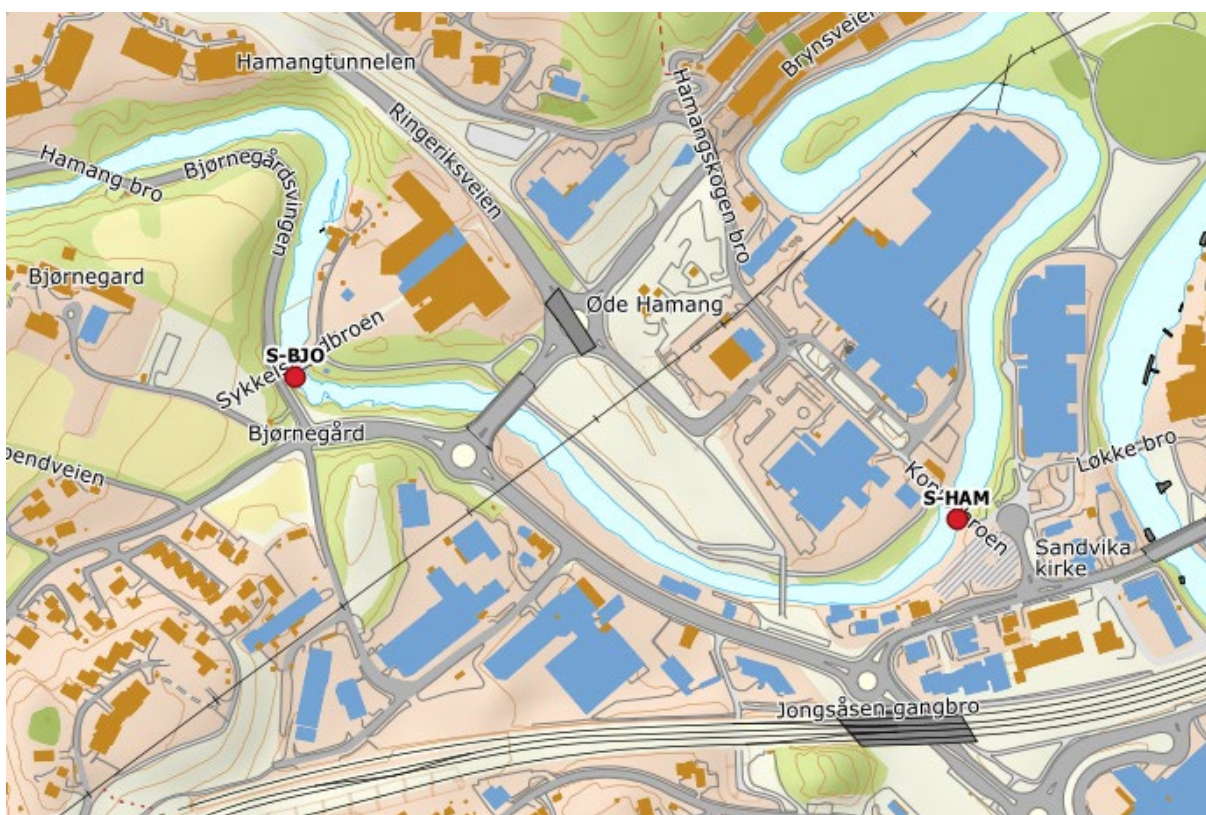 Hamangtunnelen
Brynsveien
Ringeriksveien
Hamangskogen bro
Hamang bro
Bjørnegårdsvingen
Bjørnegard
Øde Hamang
S-BJO
Bjørnegård
Løkke bro
S-HAM
Sandvika
kirke
Jongsåsen gangbro